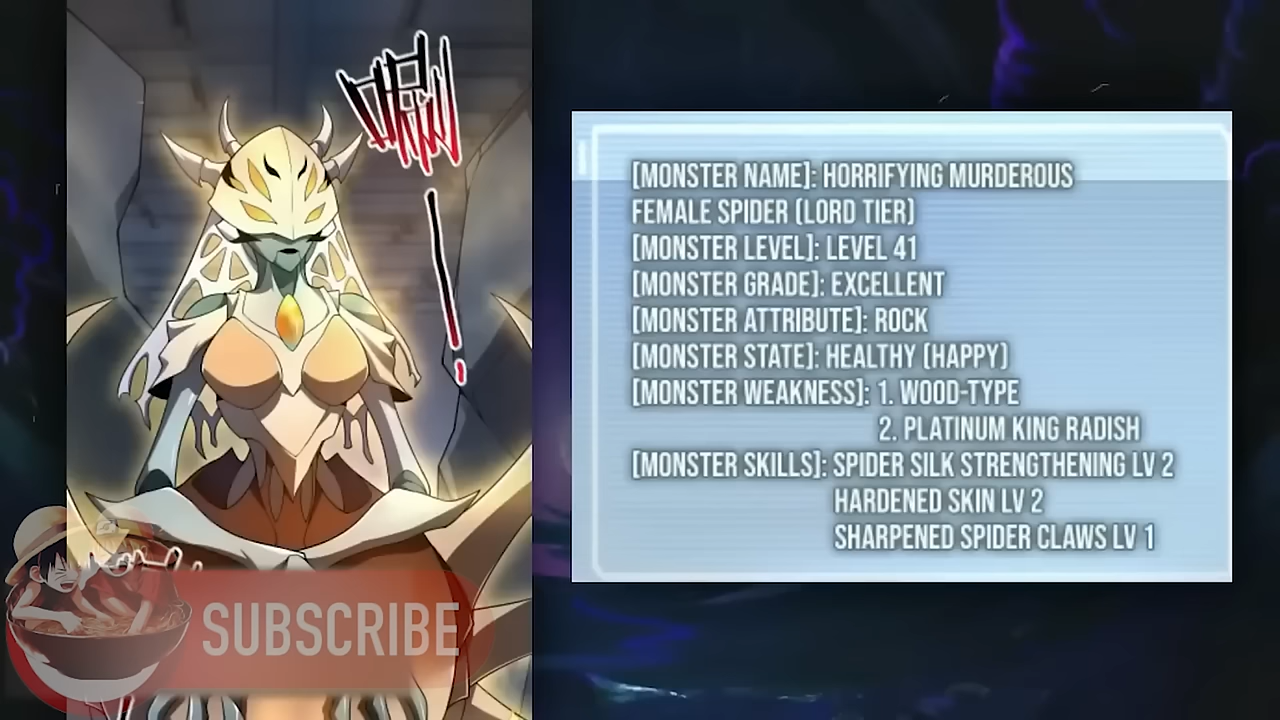 唰
[MONSTER NAME]: HORRIFYING MURDEROUS
FEMALE SPIDER (LORD TIER)
[MONSTER LEVEL]: LEVEL 41
[MONSTER GRADE]: EXCELLENT
[MONSTER ATTRIBUTE]: ROCK
[MONSTER STATE]: HEALTHY (HAPPY)
[MONSTER WEAKNESS]: 1. WOOD-TYPE
2. PLATINUM KING RADISH
[MONSTER SKILLS]: SPIDER SILK STRENGTHENING LV 2
HARDENED SKIN LV 2
SHARPENED SPIDER CLAWS LV 1
SUBSCRIBE